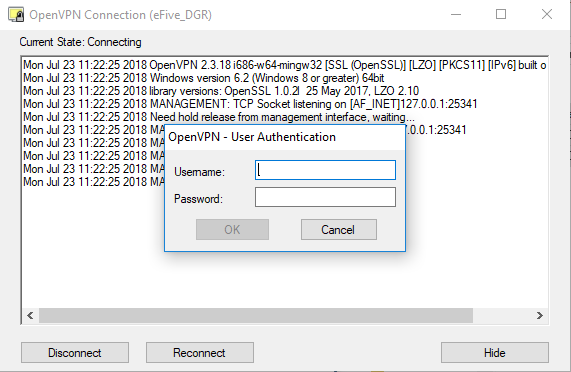 OpenVPN Connection (eFive_DGR)
Current State: Connecting
Mon Jul 23 11:22:25 2018 OpenVPN 2.3.18 i686-w64-mingw32 [SSL (OpenSSL)] [LZO] [PKCS11] [IPv6] built o
Mon Jul 23 11:22:25 2018 Windows version 6.2 (Windows 8 or greater) 64bit
Mon Jul 23 11:22:25 2018 library versions: OpenSSL 1.0.2l 25 May 2017, LZO 2.10
Mon Jul 23 11:22:25 2018 MANAGEMENT: TCP Socket listening on [AF_INET]127.0.0.1:25341
Mon Jul 23 11:22:25 2018 Need hold release from management interface, waiting...
Mon Jul 23 11:22:25 2018 MA 7.0.0.1:25341
Mon Jul 23 11:22:25 2018 MA
Mon Jul 23 11:22:25 2018 MA
Mon Jul 23 11:22:25 2018 MA
Mon Jul 23 11:22:25 2018 MA
OpenVPN - User Authentication
Username:
Password:
OK Cancel
Disconnect Reconnect Hide